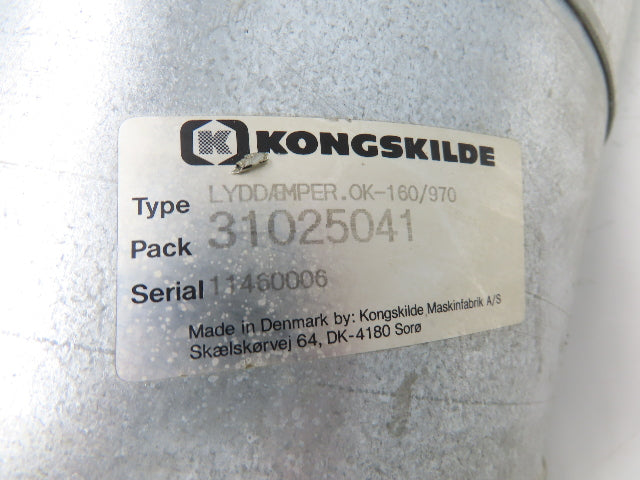 K KONGSKILDE
Type LYDDÆMPER.OK-160/970
Pack 31025041
Serial 11460006
Made in Denmark by: Kongskilde Maskinfabrik A/S
Skælskørvej 64, DK-4180 Sorø